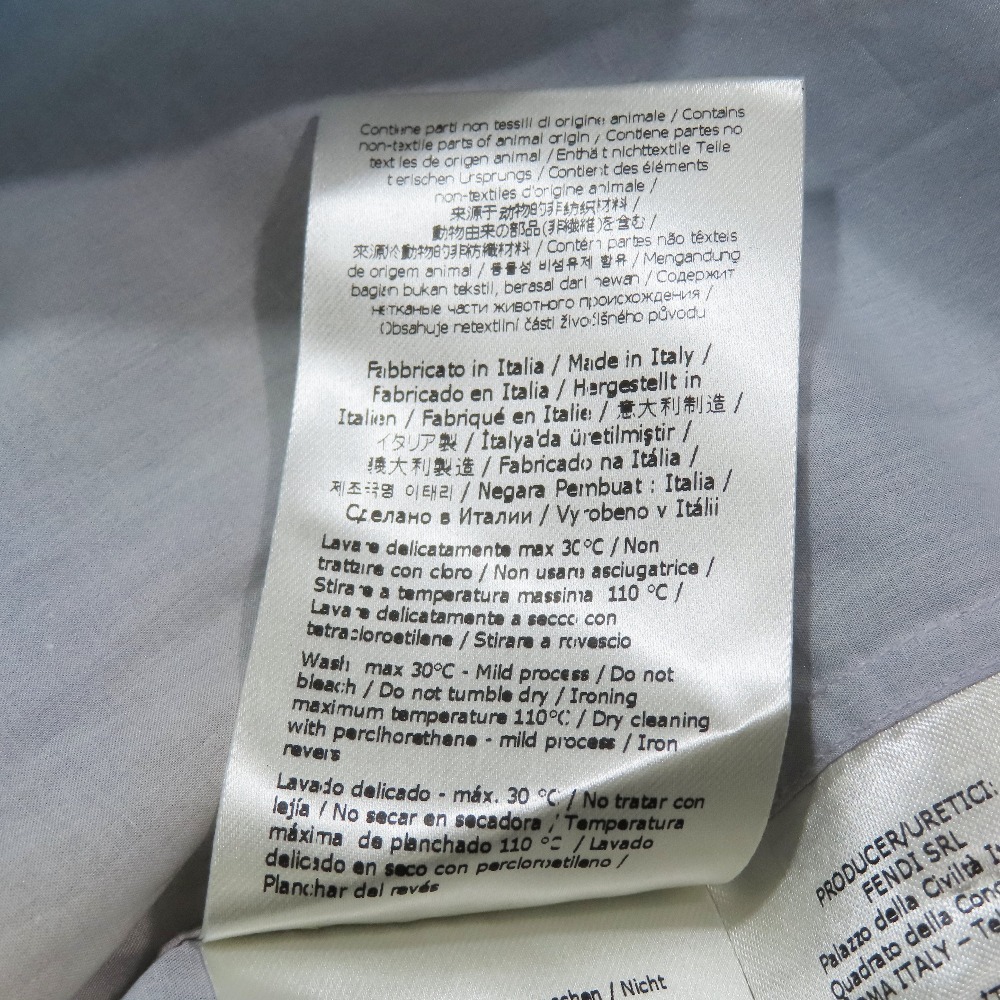 Contiene parti non tessili di origine animale / Contains
non-textile parts of animal origin / Contiene partes no
textiles de origen animal / Enthält nichttextile Teile
tierischen Ursprungs / Contient des éléments
non-textiles d'origine animale /
来源于动物的非纺织材料 /
動物由来の部品(非繊維)を含む /
來源於動物的非紡織材料 / Contém partes não têxteis
de origem animal / 동물성 비섬유제 함유 / Mengandung
bagian bukan tekstil, berasal dari hewan / Содержит
нетканые части животного происхождения /
Obsahuje netextilní části živočišného původu
Fabbricato in Italia / Made in Italy /
Fabricado en Italia / Hergestellt in
Italien / Fabriqué en Italie / 意大利制造 /
イタリア製 / İtalya'da üretilmiştir /
義大利製造 / Fabricado na Itália /
제조국명 이태리 / Negara Pembuat : Italia /
Сделано в Италии / Vyrobeno v Itálii
Lavare delicatamente max 30°C / Non
trattare con cloro / Non usare asciugatrice /
Stirare a temperatura massima 110 °C /
Lavare delicatamente a secco con
tetracloroetilene / Stirare a rovescio
Wash max 30°C - Mild process / Do not
bleach / Do not tumble dry / Ironing
maximum temperature 110°C / Dry cleaning
with perclhorethene - mild process / Iron
revers
Lavado delicado - máx. 30 °C / No tratar con
lejía / No secar en secadora / Temperatura
máxima de planchado 110 °C / Lavado
delicado en seco con percloroetileno /
Planchar del revés
/ Nicht
PRODUCER/URETICI:
FENDI SRL
Palazzo della Civiltà
Quadrato della
ITALY -